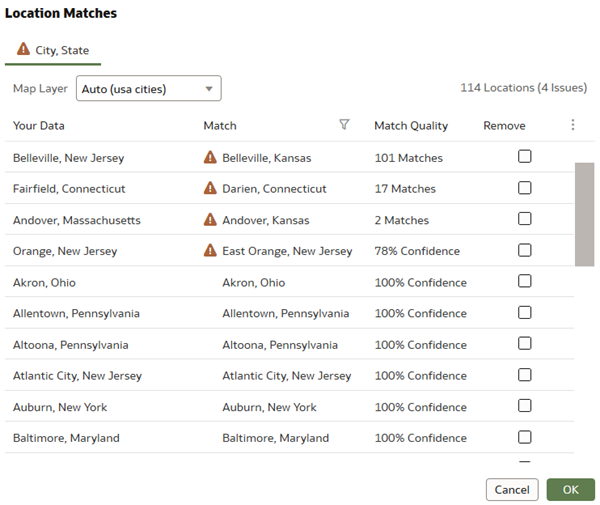 Location Matches
City, State
Map Layer Auto (usa cities) 114 Locations (4 Issues)
Your Data Match Match Quality Remove
Belleville, New Jersey Belleville, Kansas 101 Matches
Fairfield, Connecticut Darien, Connecticut 17 Matches
Andover, Massachusetts Andover, Kansas 2 Matches
Orange, New Jersey East Orange, New Jersey 78% Confidence
Akron, Ohio Akron, Ohio 100% Confidence
Allentown, Pennsylvania Allentown, Pennsylvania 100% Confidence
Altoona, Pennsylvania Altoona, Pennsylvania 100% Confidence
Atlantic City, New Jersey Atlantic City, New Jersey 100% Confidence
Auburn, New York Auburn, New York 100% Confidence
Baltimore, Maryland Baltimore, Maryland 100% Confidence
Cancel OK